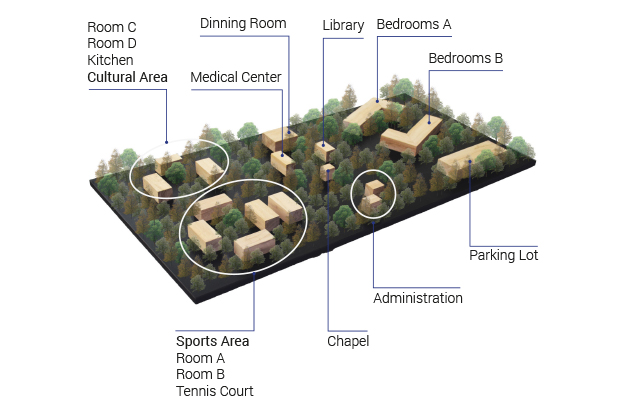 Room C
Room D
Kitchen
Cultural Area
Dinning Room
Medical Center
Library
Bedrooms A
Bedrooms B
Parking Lot
Administration
Chapel
Sports Area
Room A
Room B
Tennis Court